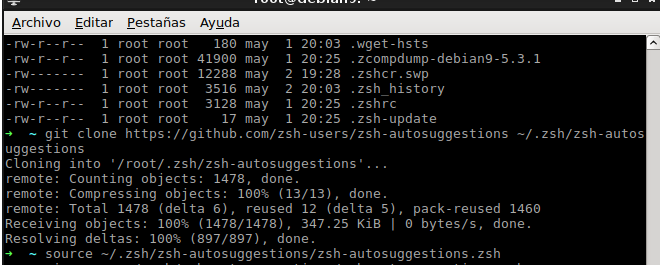 root@debian9: ~
Archivo Editar Pestañas Ayuda
-rw-r--r-- 1 root root 180 may 1 20:03 .wget-hsts
-rw-r--r-- 1 root root 41900 may 1 20:25 .zcompdump-debian9-5.3.1
-rw------- 1 root root 12288 may 2 19:28 .zshcr.swp
-rw------- 1 root root 3516 may 2 20:03 .zsh_history
-rw-r--r-- 1 root root 3128 may 1 20:25 .zshrc
-rw-r--r-- 1 root root 17 may 1 20:25 .zsh-update
➜ ~ git clone https://github.com/zsh-users/zsh-autosuggestions ~/.zsh/zsh-autos
uggestions
Cloning into '/root/.zsh/zsh-autosuggestions'...
remote: Counting objects: 1478, done.
remote: Compressing objects: 100% (13/13), done.
remote: Total 1478 (delta 6), reused 12 (delta 5), pack-reused 1460
Receiving objects: 100% (1478/1478), 347.25 KiB | 0 bytes/s, done.
Resolving deltas: 100% (897/897), done.
➜ ~ source ~/.zsh/zsh-autosuggestions/zsh-autosuggestions.zsh